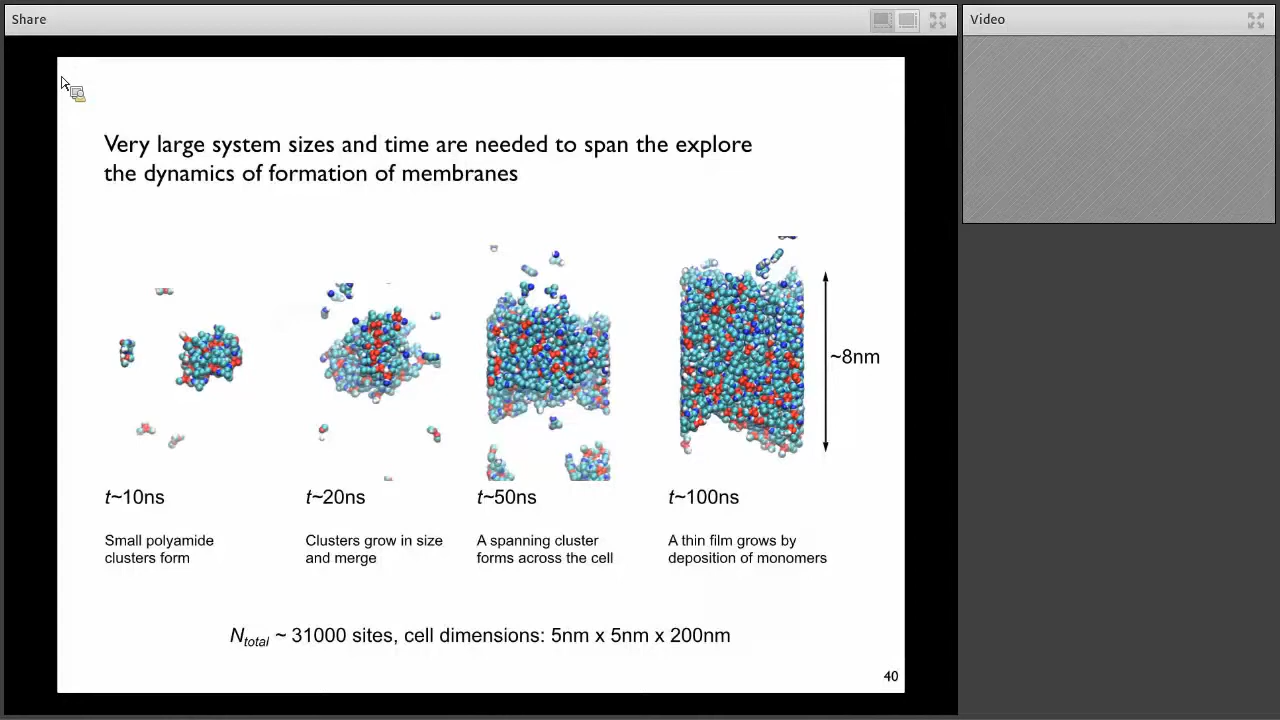 Share
Video
Very large system sizes and time are needed to span the explore
the dynamics of formation of membranes
~8nm
t~10ns
t~20ns
t~50ns
t~100ns
Small polyamide
clusters form
Clusters grow in size
and merge
A spanning cluster
forms across the cell
A thin film grows by
deposition of monomers
Ntotal ~ 31000 sites, cell dimensions: 5nm x 5nm x 200nm
40